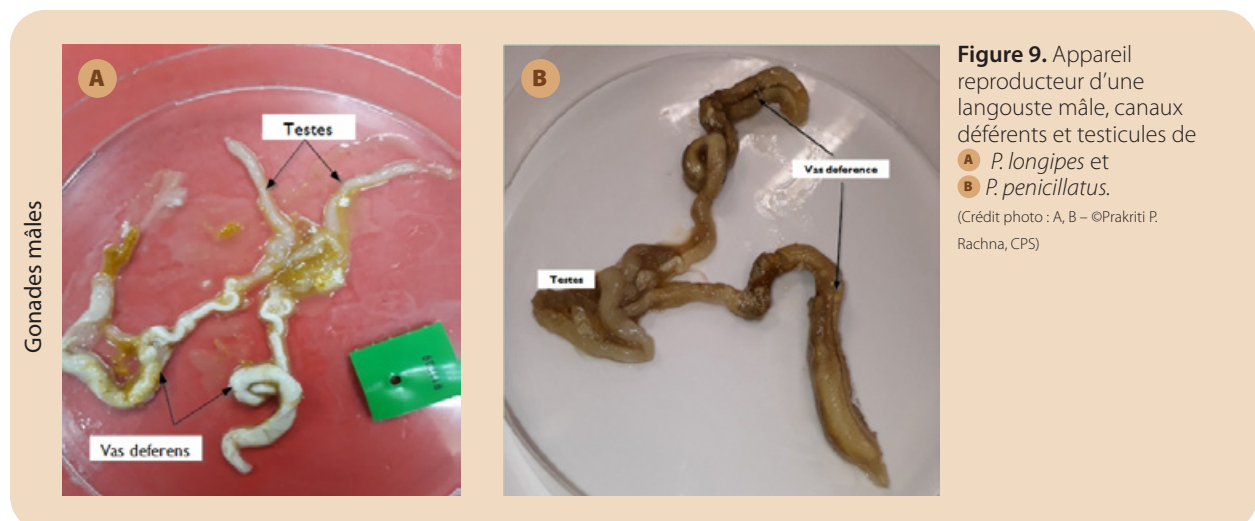 Gonades mâles
A
Testes
Vas deferens
B
Vas deference
Testes
Figure 9. Appareil
reproducteur d’une
langouste mâle, canaux
déférents et testicules de
A P. longipes et
B P. penicillatus.
(Crédit photo : A, B – ©Prakriti P.
Rachna, CPS)